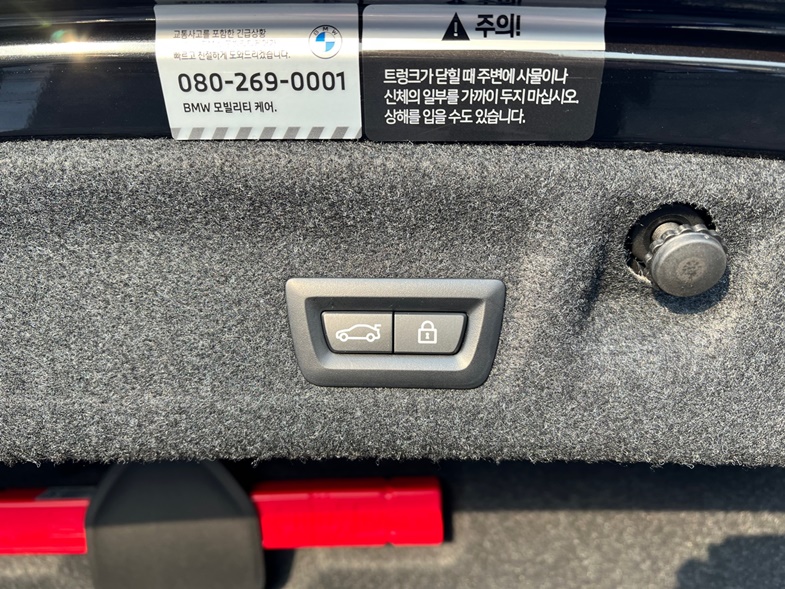 교통사고를 포함한 긴급상황
빠르고 친절하게 도와드리겠습니다.
080-269-0001
BMW 모빌리티 케어.
BMW
주의!
트렁크가 닫힐 때 주변에 사물이나
신체의 일부를 가까이 두지 마십시오.
상해를 입을 수도 있습니다.